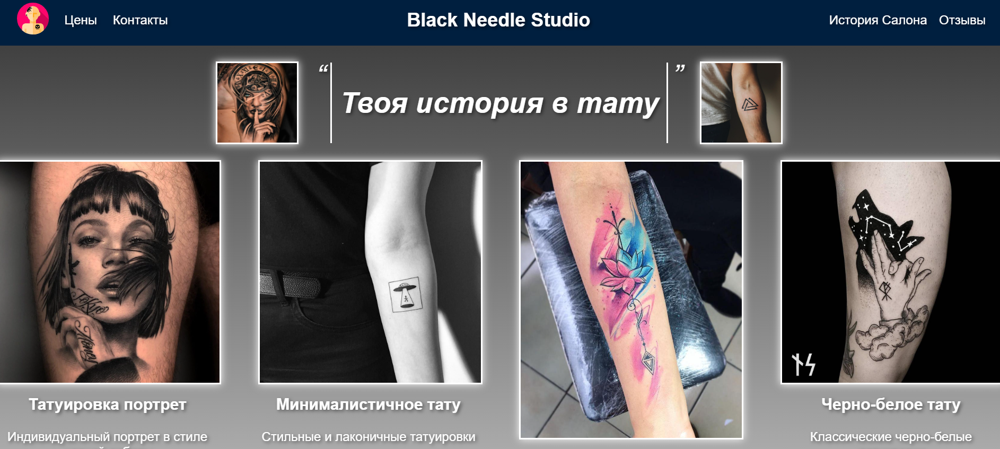 Цены Контакты Black Needle Studio История Салона Отзывы
“ Твоя история в тату ”
Honey
Татуировка портрет
Минималистичное тату
Черно-белое тату
Индивидуальный портрет в стиле
Стильные и лаконичные татуировки
Классические черно-белые